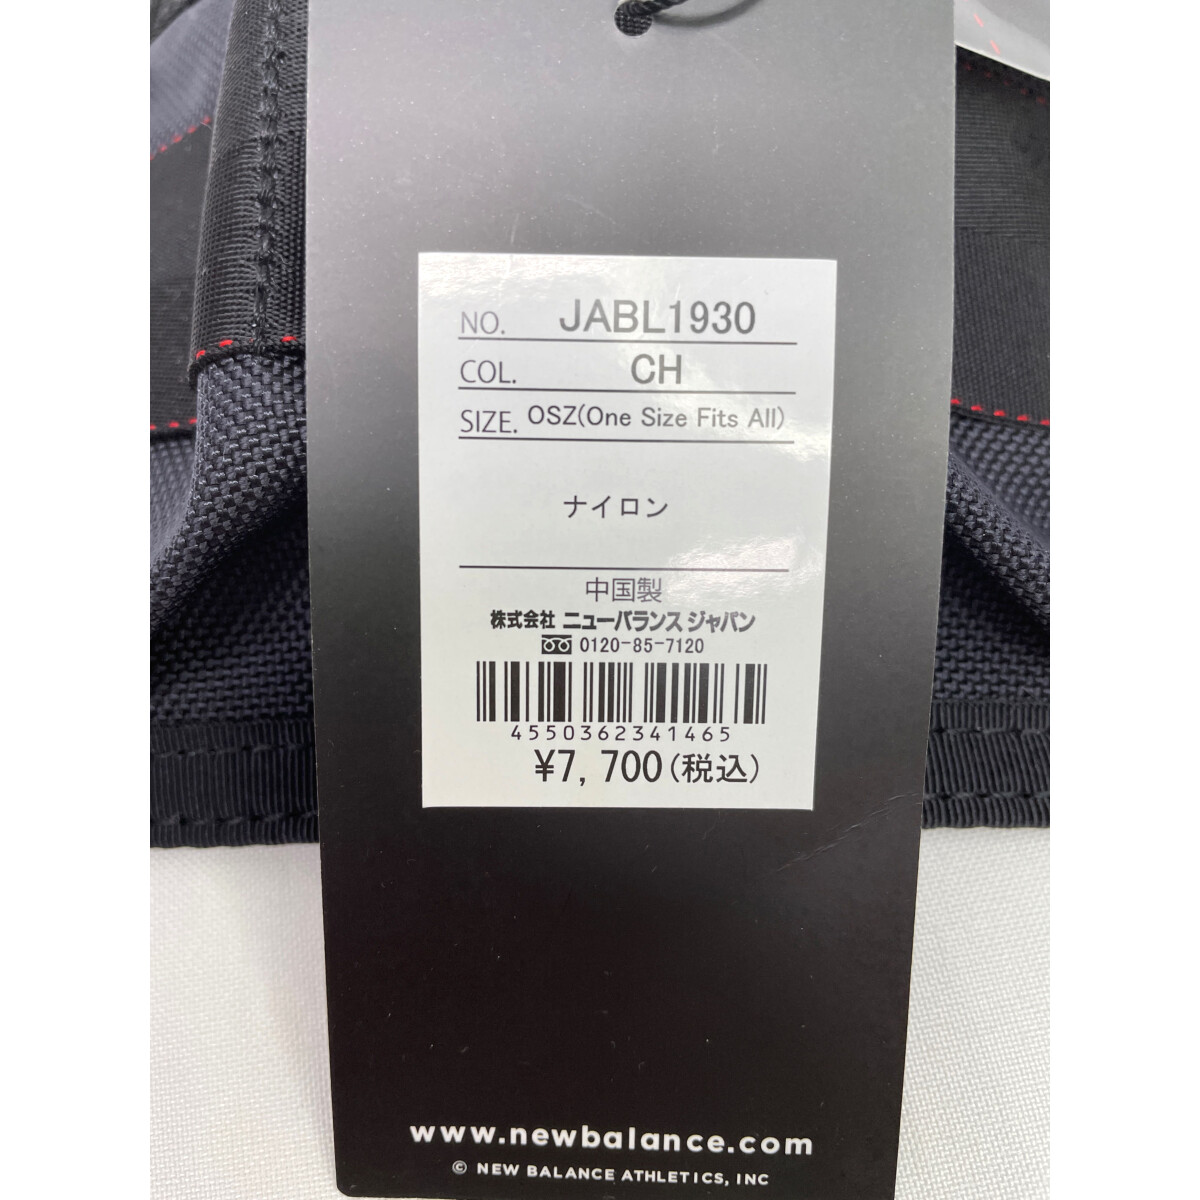 NO. JABL1930
COL. CH
SIZE. OSZ(One Size Fits All)
ナイロン
中国製
株式会社 ニューバランス ジャパン
0120-85-7120
4550362341465
¥7,700(税込)
www.newbalance.com
© NEW BALANCE ATHLETICS, INC